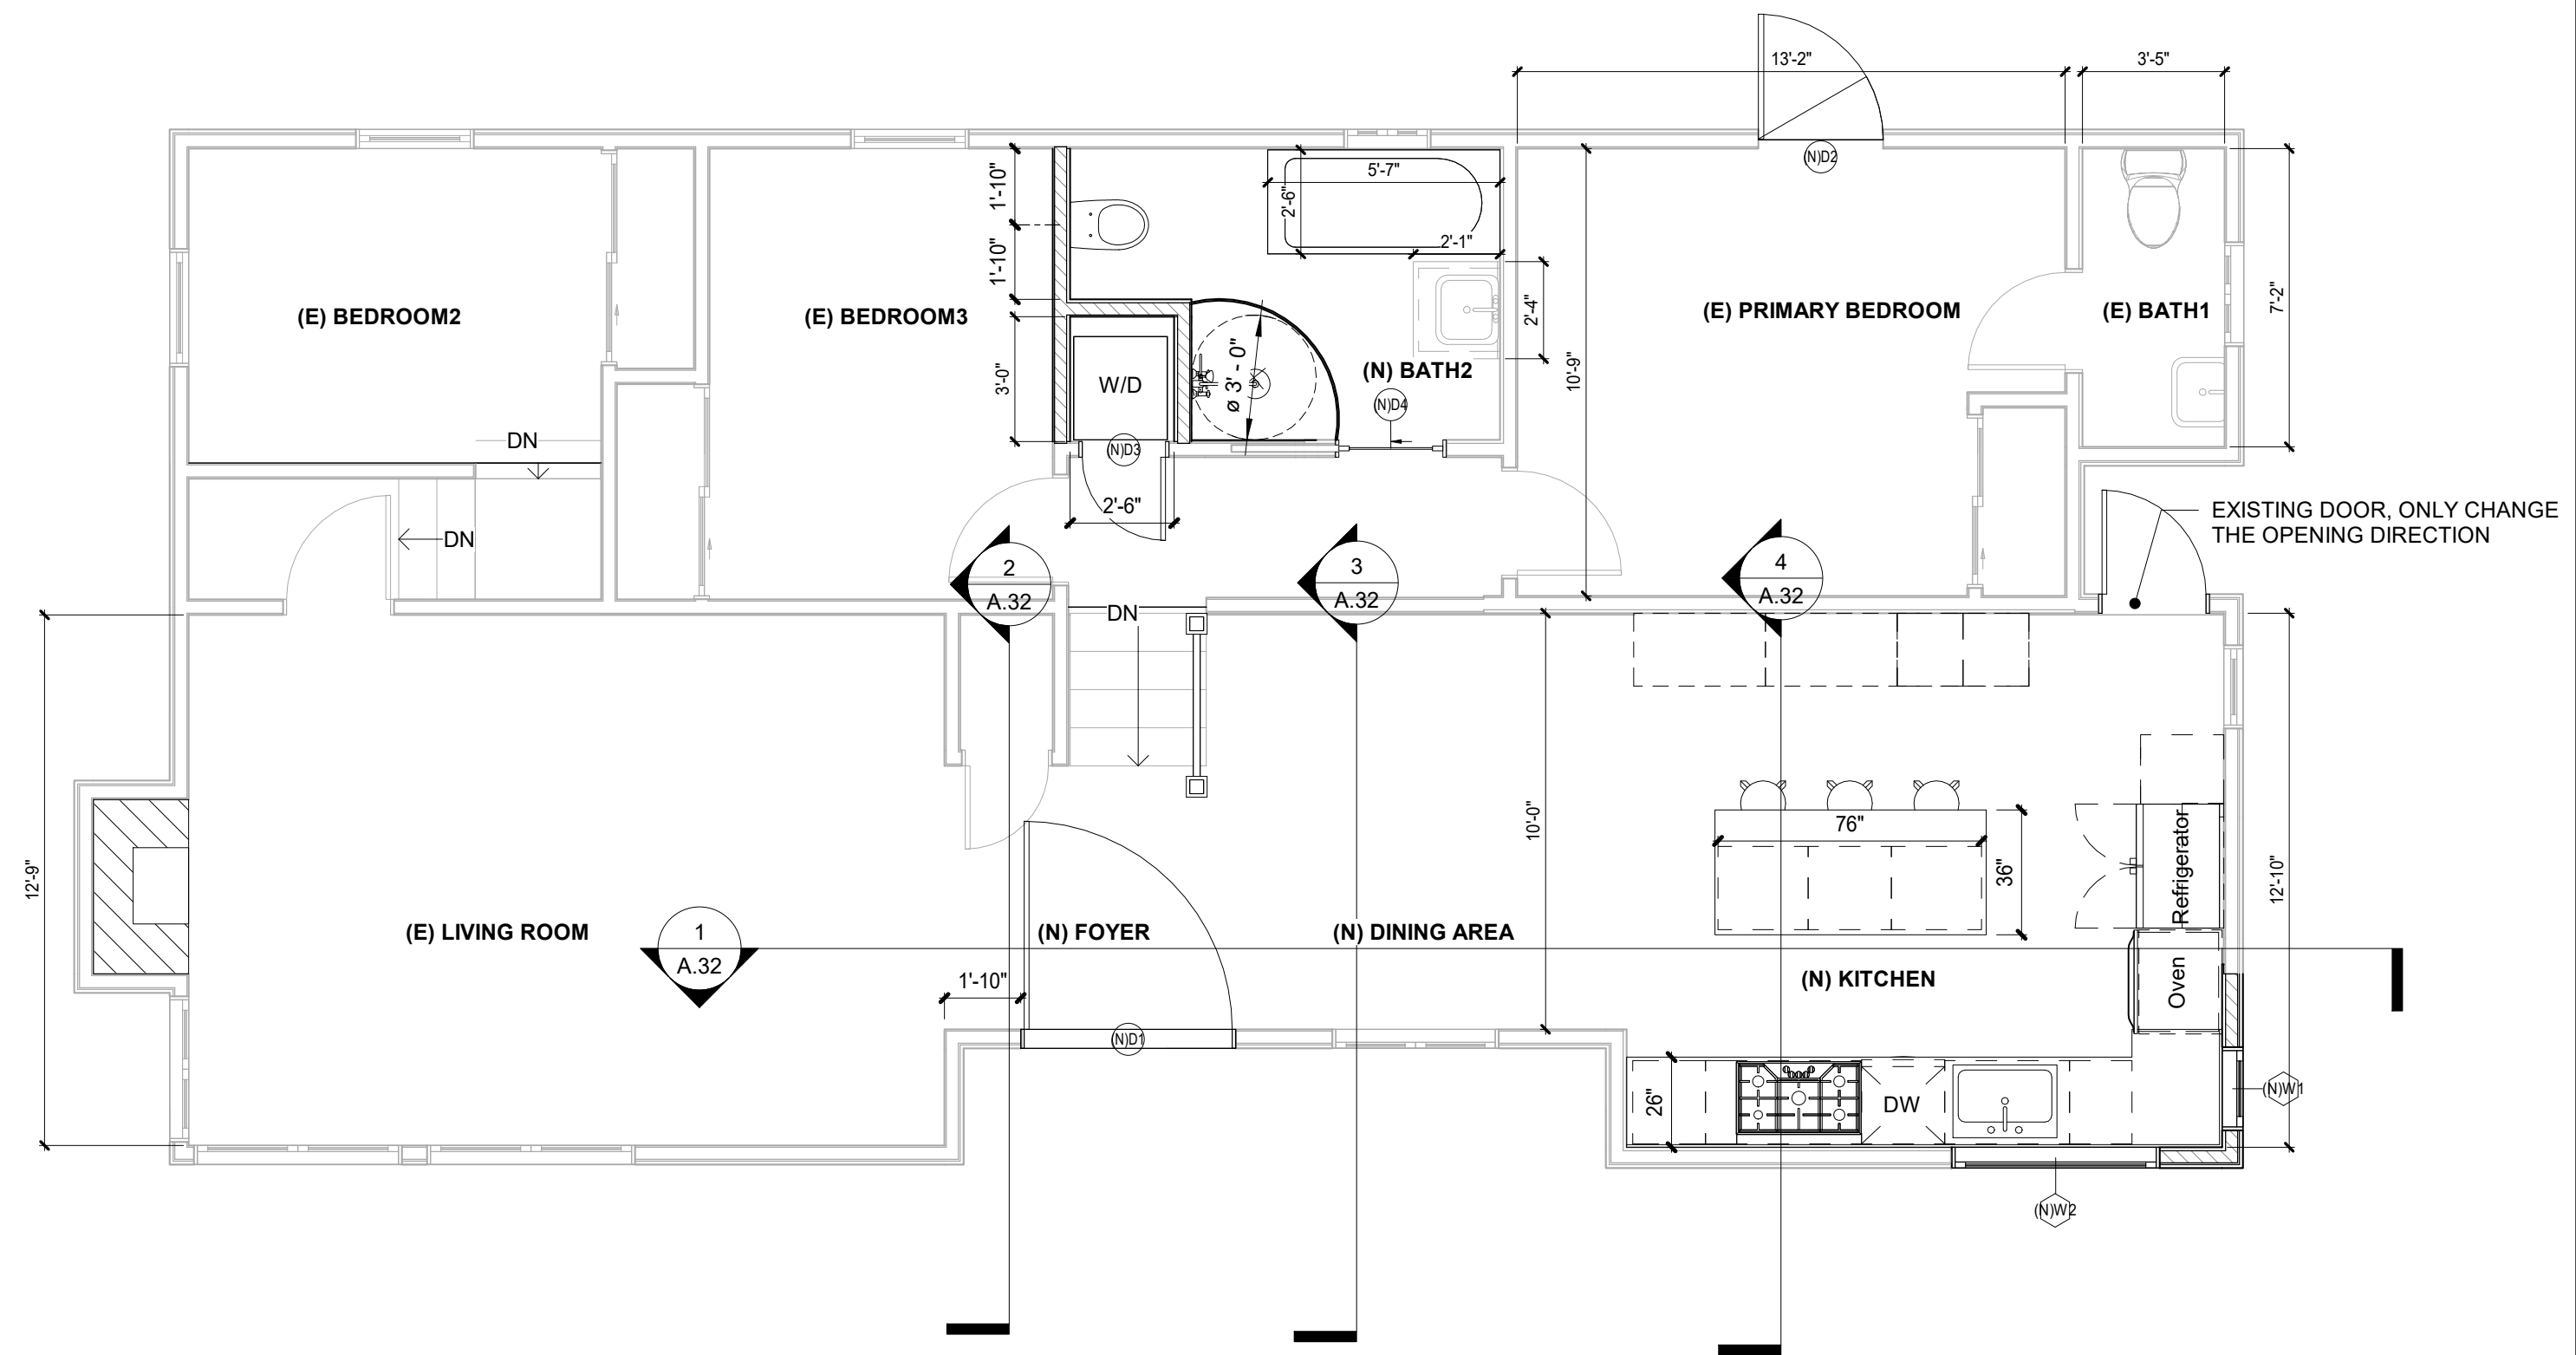 13'-2"
3'-5"
(N)D2
1'-10"
5'-7"
2'-6"
1'-10"
2'-1"
(E) BEDROOM2
(E) BEDROOM3
2'-4"
(E) PRIMARY BEDROOM
(E) BATH1
7'-2"
3'-0"
W/D
ø 3' - 0"
(N) BATH2
10'-9"
(N)D4
DN
(N)D3
2'-6"
DN
EXISTING DOOR, ONLY CHANGE
THE OPENING DIRECTION
2
A.32
3
A.32
4
A.32
DN
10'-0"
76"
36"
Refrigerator
12'-9"
12'-10"
(E) LIVING ROOM
1
A.32
(N) FOYER
(N) DINING AREA
(N) KITCHEN
Oven
1'-10"
(N)D1
26"
DW
(N)W1
(N)W2